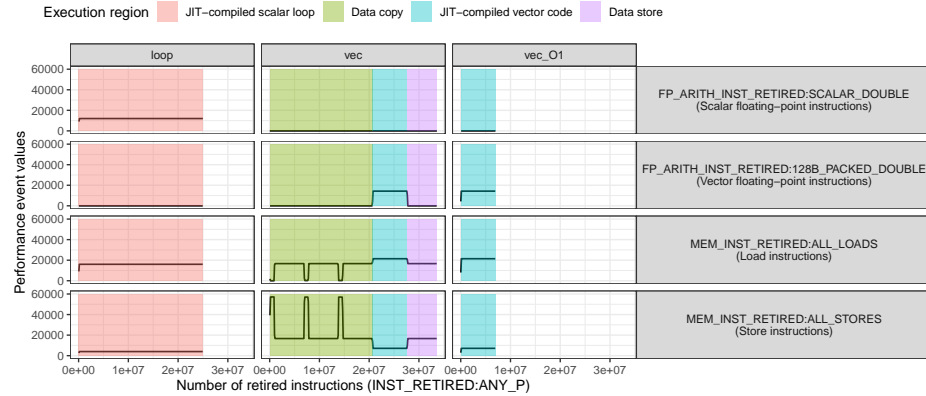 Execution region JIT−compiled scalar loop Data copy JIT−compiled vector code Data store
loop vec vec_O1
60000
40000
20000
0
FP_ARITH_INST_RETIRED:SCALAR_DOUBLE
(Scalar floating−point instructions)
60000
40000
20000
0
FP_ARITH_INST_RETIRED:128B_PACKED_DOUBLE
(Vector floating−point instructions)
60000
40000
20000
0
MEM_INST_RETIRED:ALL_LOADS
(Load instructions)
60000
40000
20000
0
MEM_INST_RETIRED:ALL_STORES
(Store instructions)
Performance event values
0e+00 1e+07 2e+07 3e+07 0e+00 1e+07 2e+07 3e+07 0e+00 1e+07 2e+07 3e+07
Number of retired instructions (INST_RETIRED:ANY_P)